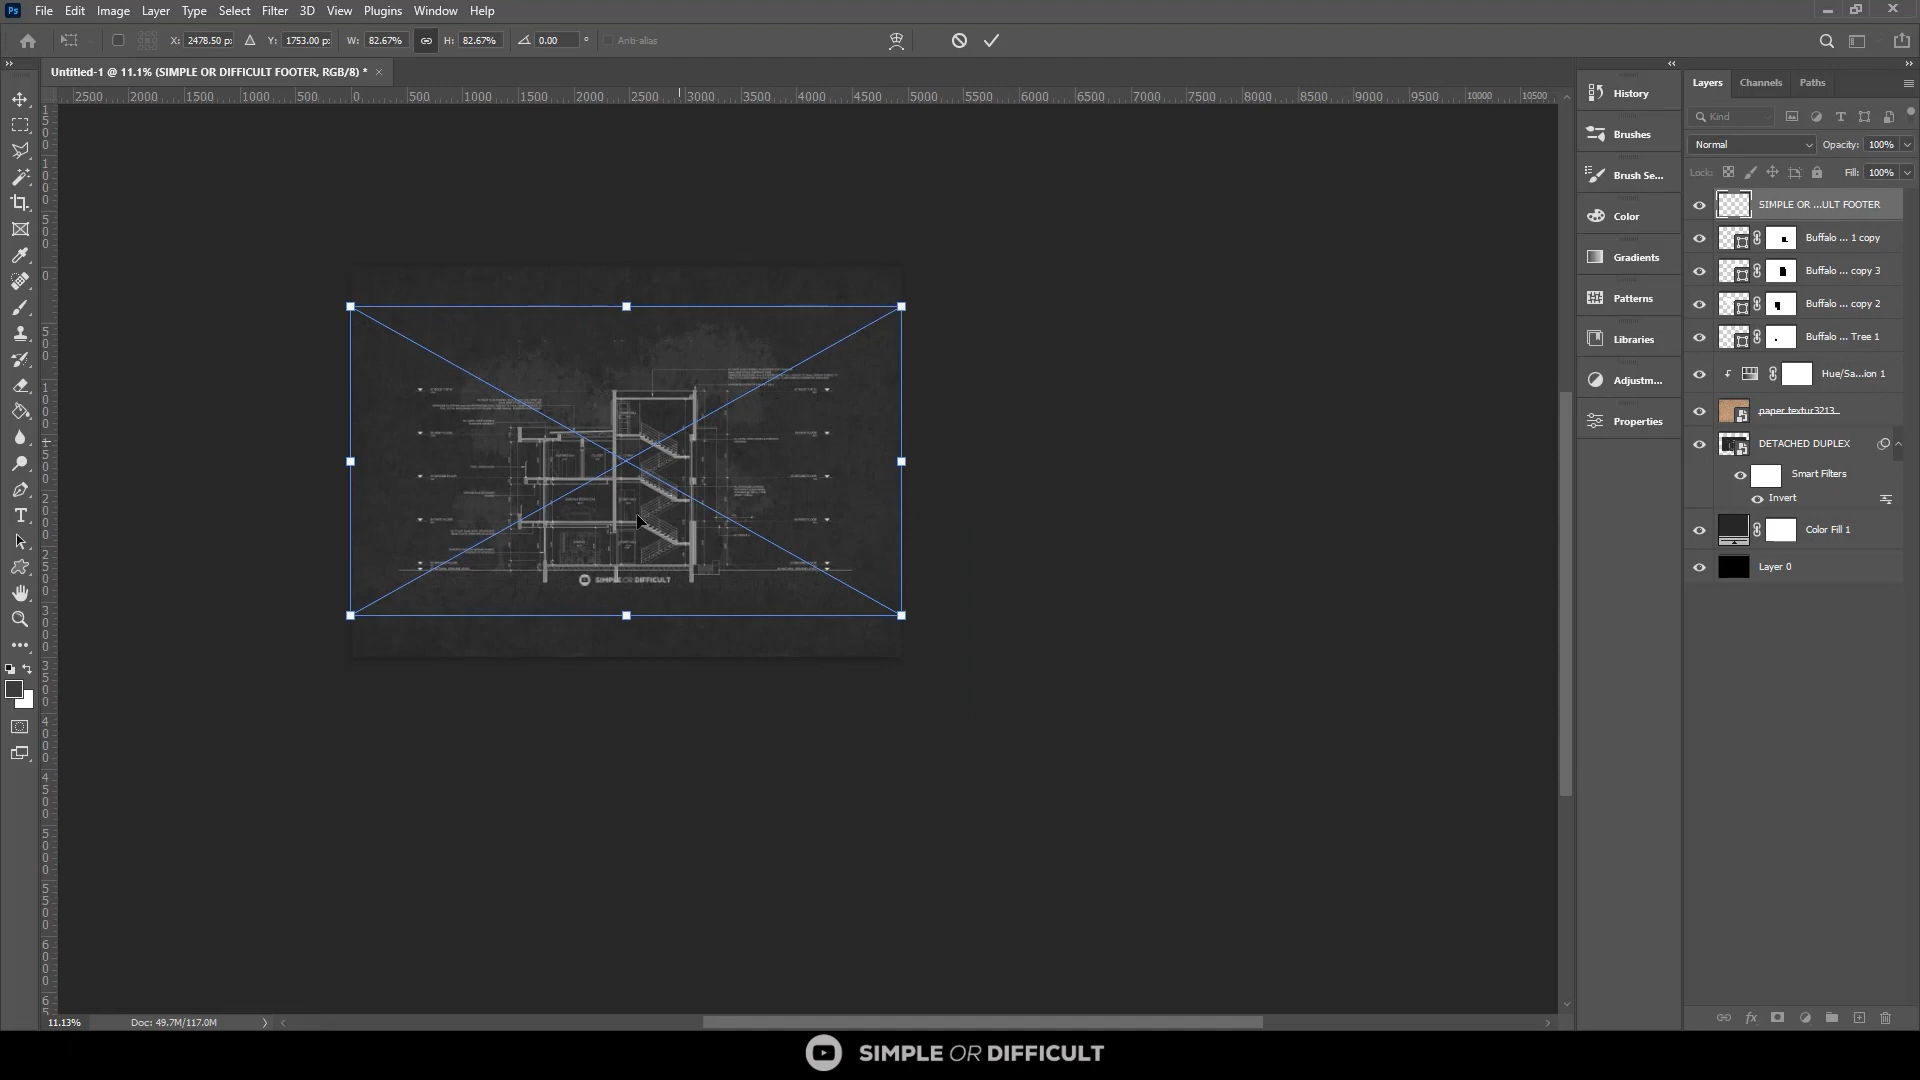 Ps File Edit Image Layer Type Select Filter 3D View Plugins Window Help
X: 2478.50 p: Y: 1753.00 p: W: 82.67% H: 82.67% 0.00 ° Anti-alias
Untitled-1 @ 11.1% (SIMPLE OR DIFFICULT FOOTER, RGB/8) * ×
2500 2000 1500 1000 500 0 500 1000 1500 2000 2500 3000 3500 4000 4500 5000 5500 6000 6500 7000 7500 8000 8500 9000 9500 10000 10500
History
Brushes
Brush Se...
Color
Gradients
Patterns
Libraries
Adjustm...
Properties
Layers Channels Paths
Kind
Normal Opacity: 100%
Lock: Fill: 100%
SIMPLE OR ...ULT FOOTER
Buffalo ... 1 copy
Buffalo ... copy 3
Buffalo ... copy 2
Buffalo ... Tree 1
Hue/Sa...ion 1
paper textur3213
DETACHED DUPLEX
Smart Filters
Invert
Color Fill 1
Layer 0
SIMPLE OR DIFFICULT
11.13% Doc: 49.7M/117.0M
SIMPLE OR DIFFICULT